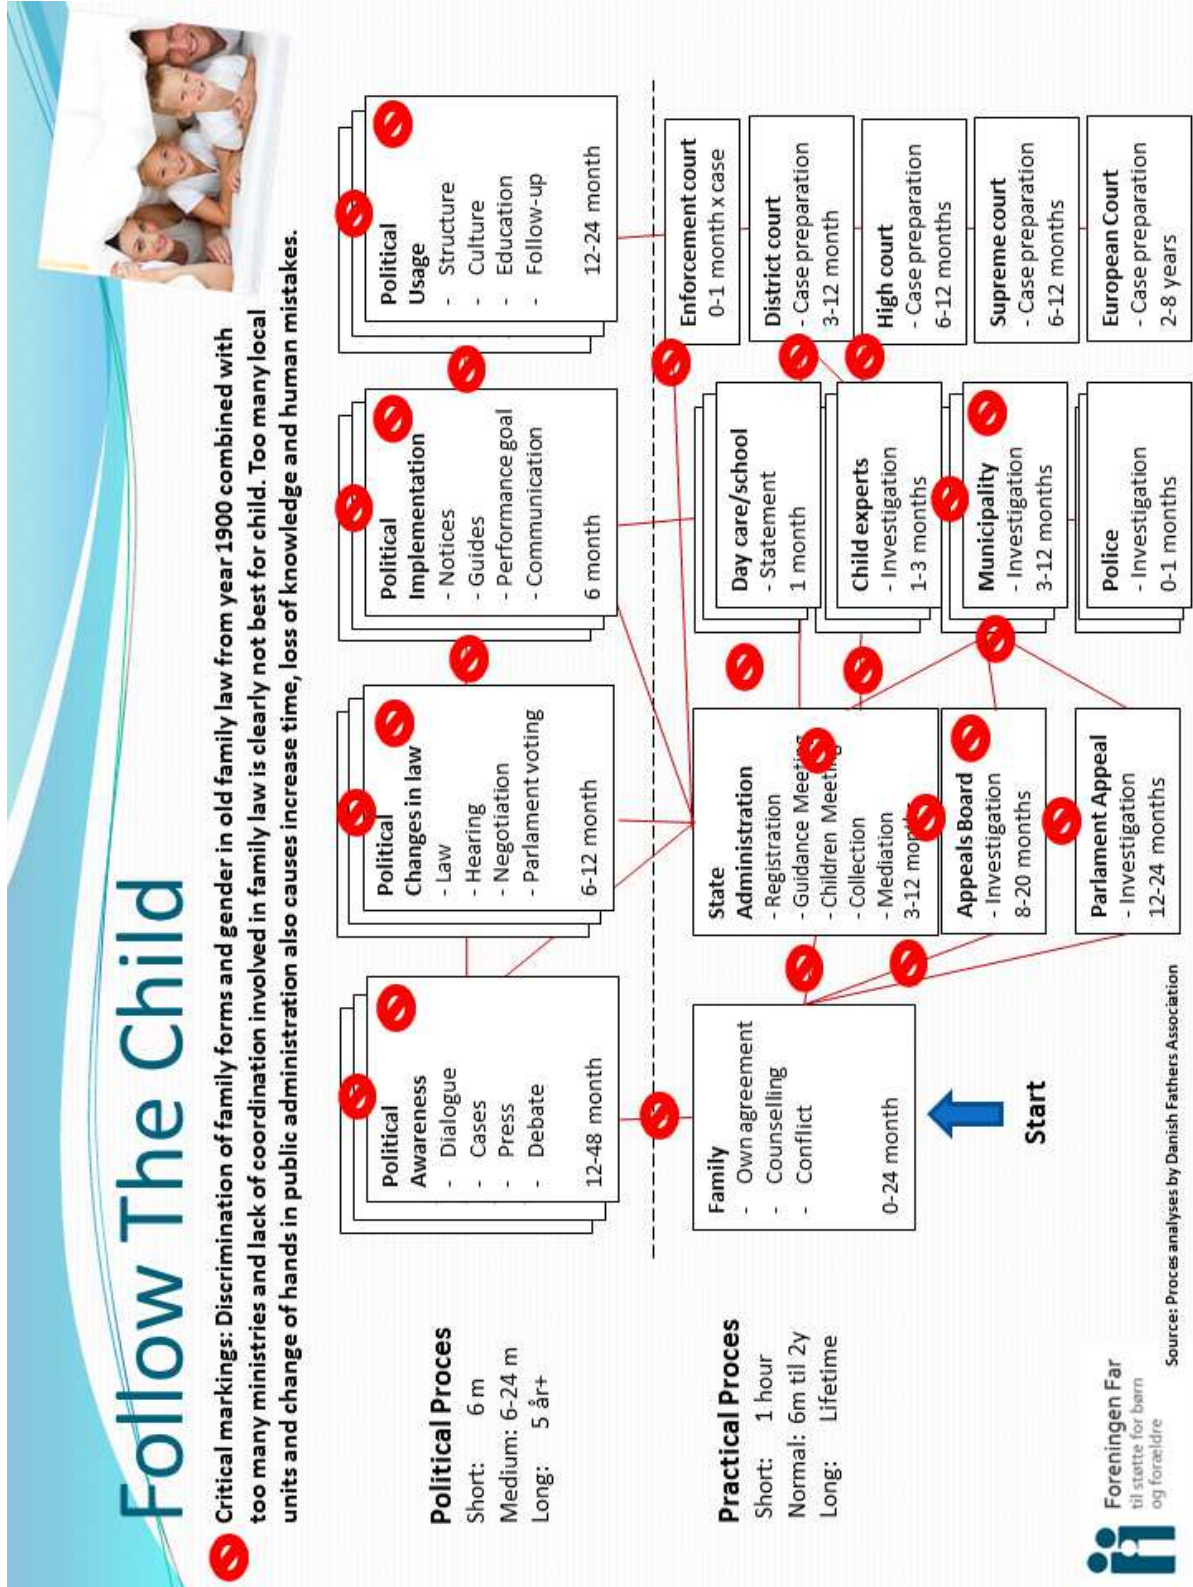 Follow The Child
Critical markings: Discrimination of family forms and gender in old family law from year 1900 combined with
too many ministries and lack of coordination involved in family law is clearly not best for child. Too many local
units and change of hands in public administration also causes increase time, loss of knowledge and human mistakes.
Political Proces
Short: 6 m
Medium: 6-24 m
Long: 5 år+
Political
Awareness
- Dialogue
- Cases
- Press
- Debate
12-48 month
Political
Changes in law
- Law
- Hearing
- Negotiation
- Parlament voting
6-12 month
Political
Implementation
- Notices
- Guides
- Performance goal
- Communication
6 month
Political
Usage
- Structure
- Culture
- Education
- Follow-up
12-24 month
Practical Proces
Short: 1 hour
Normal: 6m til 2y
Long: Lifetime
Family
- Own agreement
- Counselling
- Conflict
0-24 month
Start
State
Administration
- Registration
- Guidance Meeting
- Children Meeting
- Collection
- Mediation
3-12 months
Appeals Board
- Investigation
8-20 months
Parlament Appeal
- Investigation
12-24 months
Day care/school
- Statement
1 month
Child experts
- Investigation
1-3 months
Municipality
- Investigation
3-12 months
Police
- Investigation
0-1 months
Enforcement court
0-1 month x case
District court
- Case preparation
3-12 month
High court
- Case preparation
6-12 months
Supreme court
- Case preparation
6-12 months
European Court
- Case preparation
2-8 years
Foreningen Far
til støtte for børn
og forældre
Source: Proces analyses by Danish Fathers Association